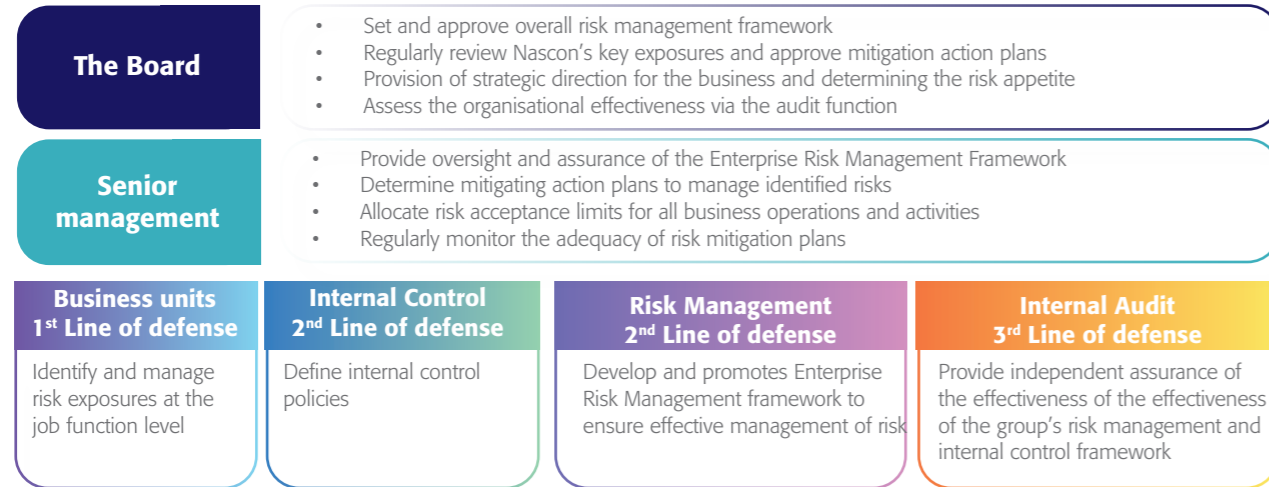 The Board
• Set and approve overall risk management framework
• Regularly review Nascon's key exposures and approve mitigation action plans
• Provision of strategic direction for the business and determining the risk appetite
• Assess the organisational effectiveness via the audit function
Senior
management
• Provide oversight and assurance of the Enterprise Risk Management Framework
• Determine mitigating action plans to manage identified risks
• Allocate risk acceptance limits for all business operations and activities
• Regularly monitor the adequacy of risk mitigation plans
Business units
1st Line of defense
Identify and manage
risk exposures at the
job function level
Internal Control
2nd Line of defense
Define internal control
policies
Risk Management
2nd Line of defense
Develop and promotes Enterprise
Risk Management framework to
ensure effective management of risk
Internal Audit
3rd Line of defense
Provide independent assurance of
the effectiveness of the effectiveness
of the group's risk management and
internal control framework